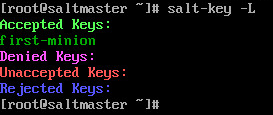 [root@saltmaster ~]# salt-key -L
Accepted Keys:
first-minion
Denied Keys:
Unaccepted Keys:
Rejected Keys:
[root@saltmaster ~]#